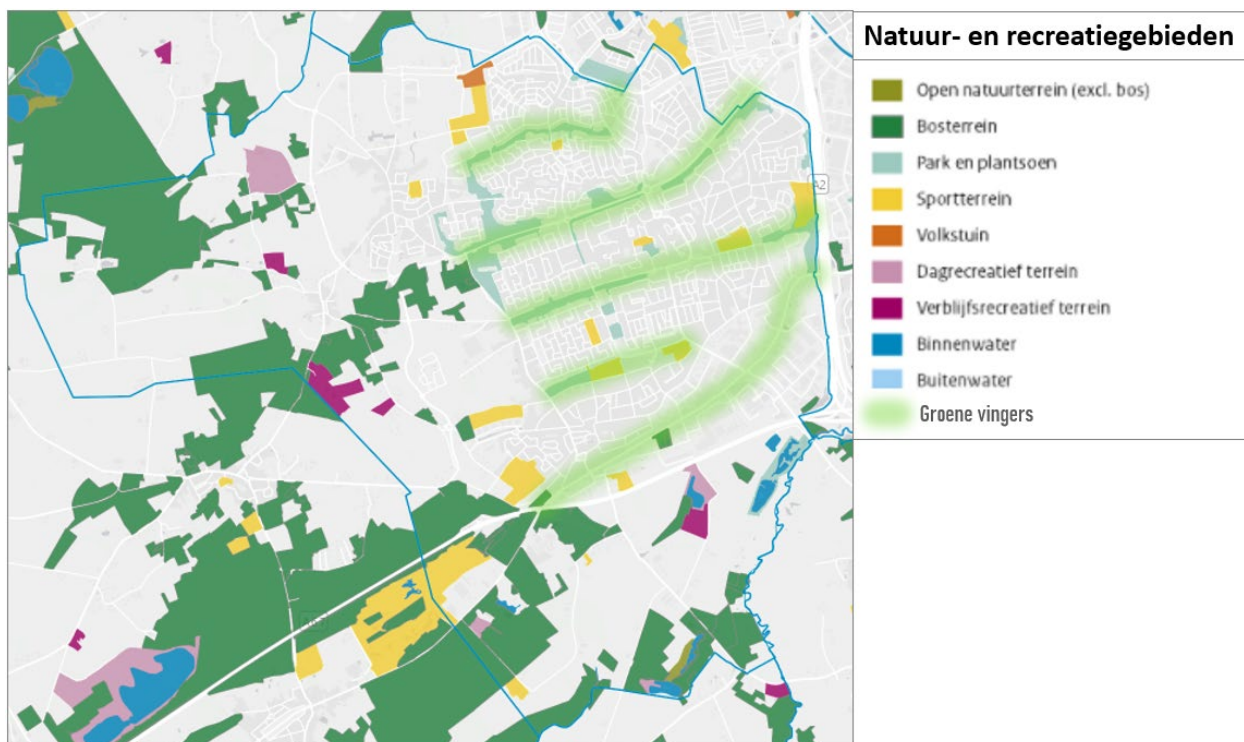 Natuur- en recreatiegebieden
Open natuurterrein (excl. bos)
Bosterrein
Park en plantsoen
Sportterrein
Volkstuin
Dagrecreatief terrein
Verblijfsrecreatief terrein
Binnenwater
Buitenwater
Groene vingers
A2